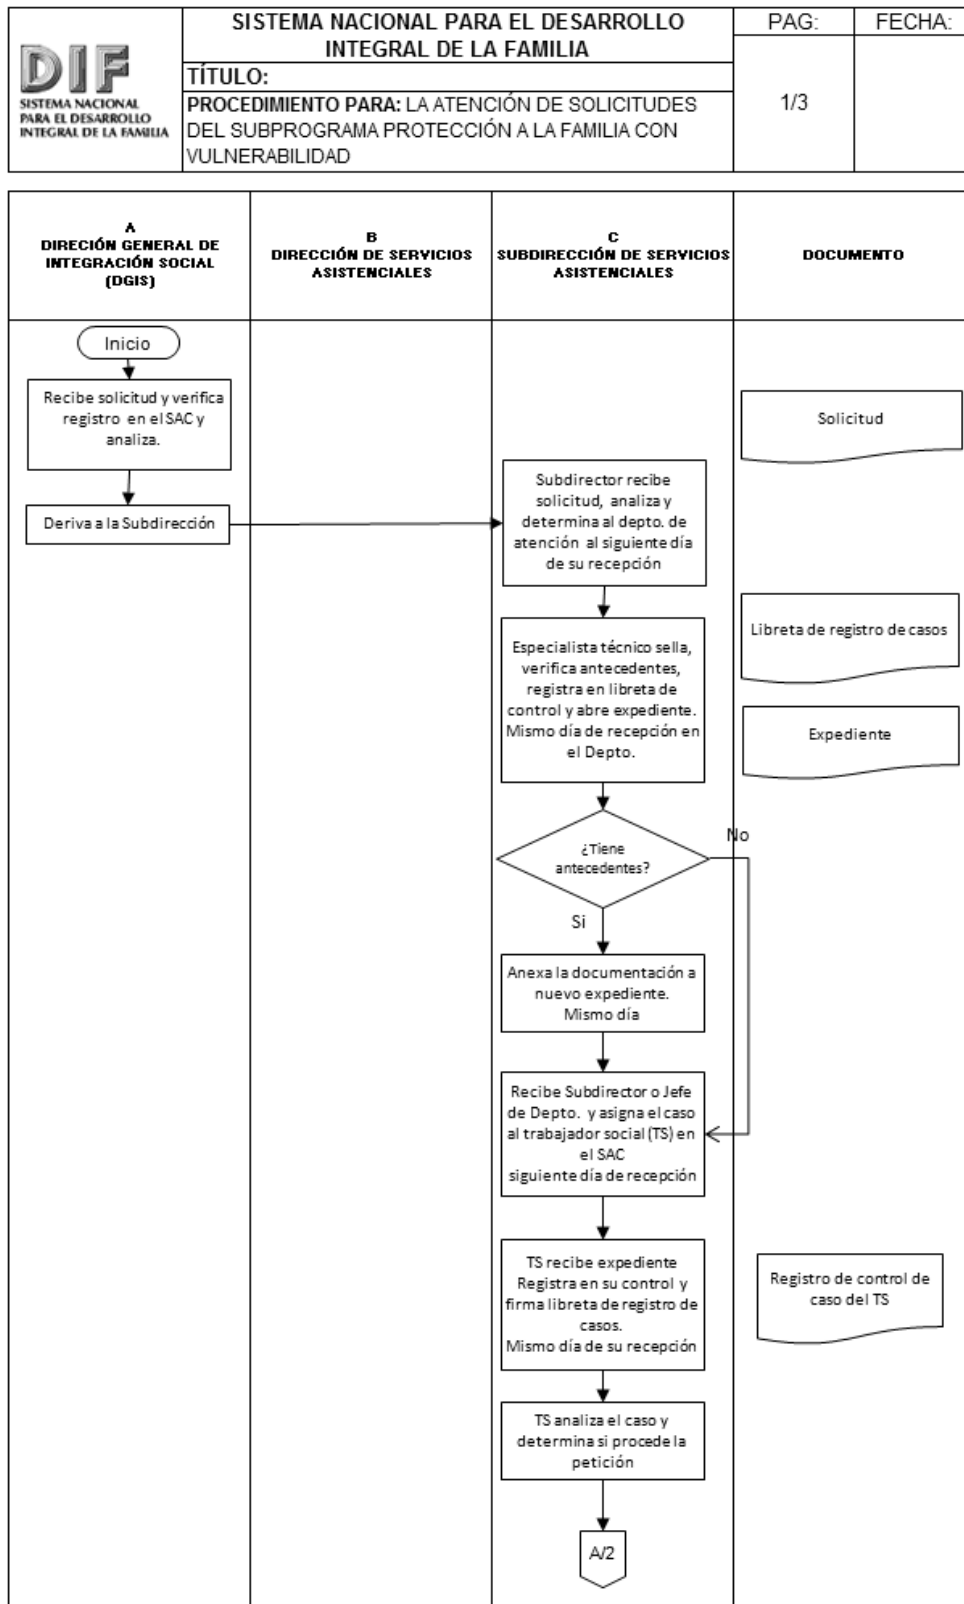 DIF
SISTEMA NACIONAL
PARA EL DESARROLLO
INTEGRAL DE LA FAMILIA
SISTEMA NACIONAL PARA EL DESARROLLO
INTEGRAL DE LA FAMILIA
TÍTULO:
PROCEDIMIENTO PARA: LA ATENCIÓN DE SOLICITUDES
DEL SUBPROGRAMA PROTECCIÓN A LA FAMILIA CON
VULNERABILIDAD
PAG:
1/3
FECHA:
A
DIRECIÓN GENERAL DE
INTEGRACIÓN SOCIAL
(DGIS)
B
DIRECCIÓN DE SERVICIOS
ASISTENCIALES
C
SUBDIRECCIÓN DE SERVICIOS
ASISTENCIALES
DOCUMENTO
Inicio
Recibe solicitud y verifica
registro en el SAC y
analiza.
Solicitud
Deriva a la Subdirección
Subdirector recibe
solicitud, analiza y
determina al depto. de
atención al siguiente día
de su recepción
Especialista técnico sella,
verifica antecedentes,
registra en libreta de
control y abre expediente.
Mismo día de recepción en
el Depto.
Libreta de registro de casos
Expediente
¿Tiene
antecedentes?
No
Si
Anexa la documentación a
nuevo expediente.
Mismo día
Recibe Subdirector o Jefe
de Depto. y asigna el caso
al trabajador social (TS) en
el SAC
siguiente día de recepción
TS recibe expediente
Registra en su control y
firma libreta de registro de
casos.
Mismo día de su recepción
Registro de control de
caso del TS
TS analiza el caso y
determina si procede la
petición
A/2